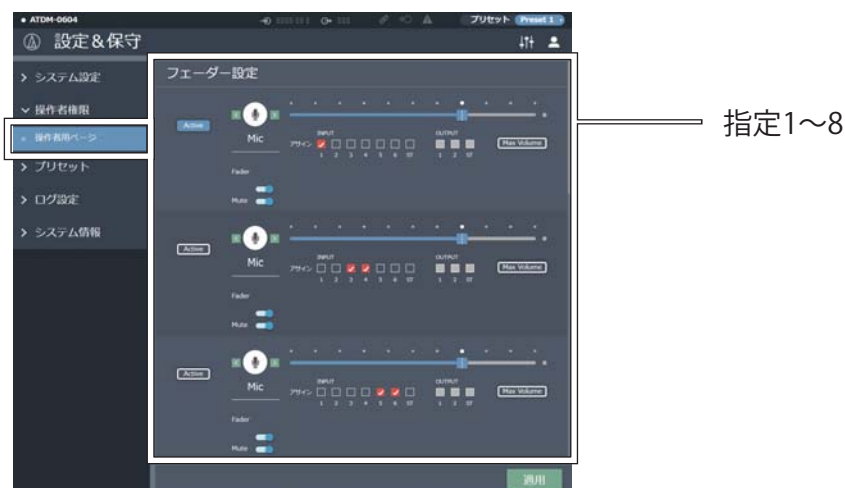 ATDM-0604 プリセット Preset 1
設定&保守
システム設定
操作者権限
操作者用ページ
プリセット
ログ設定
システム情報
フェーダー設定
Active
Mic
アサイン
INPUT
1 2 3 4 5 6 ST
OUTPUT
1 2 ST
Max Volume
Fader
Mute
Active
Mic
アサイン
INPUT
1 2 3 4 5 6 ST
OUTPUT
1 2 ST
Max Volume
Fader
Mute
Active
Mic
アサイン
INPUT
1 2 3 4 5 6 ST
OUTPUT
1 2 ST
Max Volume
Fader
Mute
適用
指定1~8